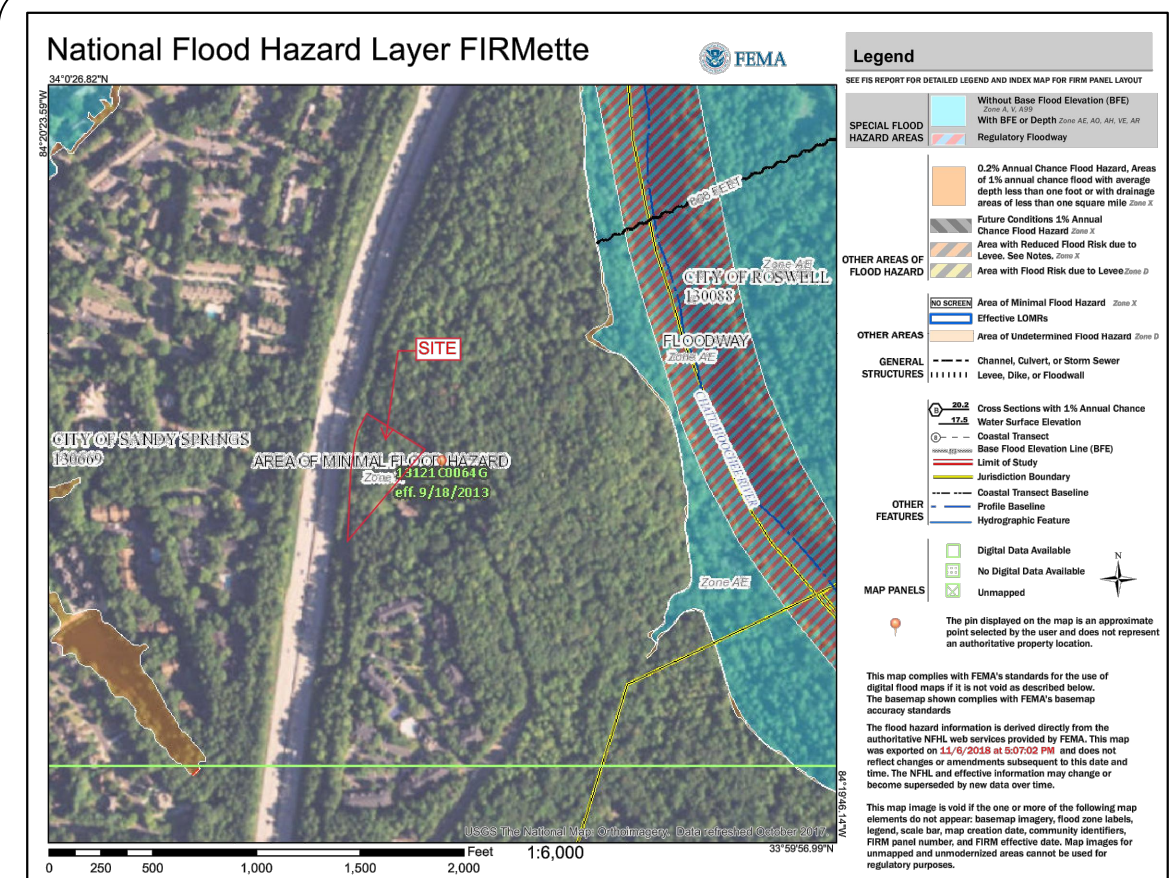 National Flood Hazard Layer FIRMette
FEMA
34°0'26.82"N
84°20'23.59"W
SITE
CITY OF SANDY SPRINGS
130669
AREA OF MINIMAL FLOOD HAZARD
Zone
13121C0064G
eff. 9/18/2013
FEET
Zone AE
CITY OF ROSWELL
130088
FLOODWAY
Zone AE
CHATTAHOOCHEE RIVER
Zone AE
USGS The National Map: Orthoimagery. Data refreshed October 2017.
84°19'46.14"W
33°59'56.99"N
Feet
1:6,000
0 250 500 1,000 1,500 2,000
Legend
SEE FIS REPORT FOR DETAILED LEGEND AND INDEX MAP FOR FIRM PANEL LAYOUT
SPECIAL FLOOD
HAZARD AREAS
Without Base Flood Elevation (BFE)
Zone A, V, A99
With BFE or Depth Zone AE, AO, AH, VE, AR
Regulatory Floodway
OTHER AREAS OF
FLOOD HAZARD
0.2% Annual Chance Flood Hazard, Areas
of 1% annual chance flood with average
depth less than one foot or with drainage
areas of less than one square mile Zone X
Future Conditions 1% Annual
Chance Flood Hazard Zone X
Area with Reduced Flood Risk due to
Levee. See Notes. Zone X
Area with Flood Risk due to Levee Zone D
OTHER AREAS
NO SCREEN Area of Minimal Flood Hazard Zone X
Effective LOMRs
Area of Undetermined Flood Hazard Zone D
GENERAL
STRUCTURES
Channel, Culvert, or Storm Sewer
Levee, Dike, or Floodwall
OTHER
FEATURES
B 20.2 Cross Sections with 1% Annual Chance
17.5 Water Surface Elevation
8 Coastal Transect
Base Flood Elevation Line (BFE)
Limit of Study
Jurisdiction Boundary
Coastal Transect Baseline
Profile Baseline
Hydrographic Feature
MAP PANELS
Digital Data Available
No Digital Data Available
Unmapped
N
The pin displayed on the map is an approximate
point selected by the user and does not represent
an authoritative property location.
This map complies with FEMA's standards for the use of
digital flood maps if it is not void as described below.
The basemap shown complies with FEMA's basemap
accuracy standards
The flood hazard information is derived directly from the
authoritative NFHL web services provided by FEMA. This map
was exported on 11/6/2018 at 5:07:02 PM and does not
reflect changes or amendments subsequent to this date and
time. The NFHL and effective information may change or
become superseded by new data over time.
This map image is void if the one or more of the following map
elements do not appear: basemap imagery, flood zone labels,
legend, scale bar, map creation date, community identifiers,
FIRM panel number, and FIRM effective date. Map images for
unmapped and unmodernized areas cannot be used for
regulatory purposes.